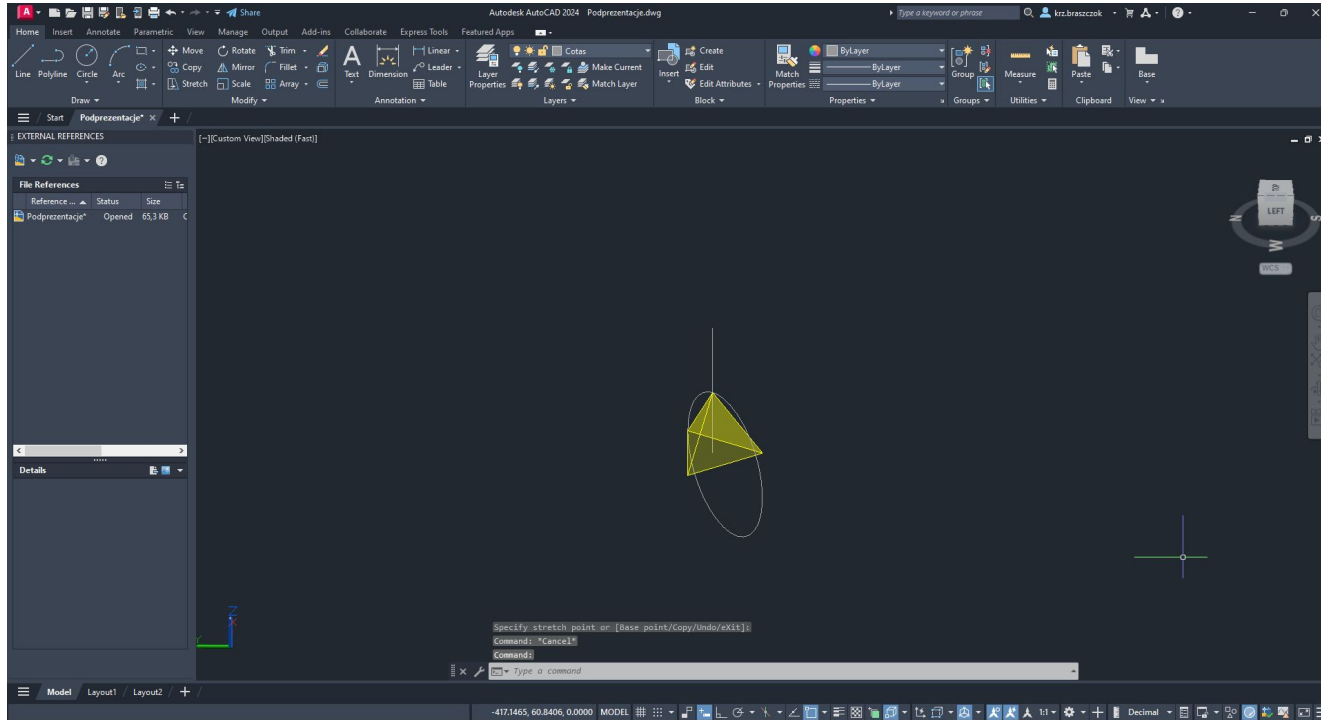 Share
Autodesk AutoCAD 2024 Podprezentacje.dwg
Type a keyword or phrase
krz.braszczok
Home Insert Annotate Parametric View Manage Output Add-ins Collaborate Express Tools Featured Apps
Line Polyline Circle Arc
Move Rotate Trim
Copy Mirror Fillet
Stretch Scale Array
Text Dimension
Linear
Leader
Table
Layer Properties
Cotas
Make Current
Match Layer
Insert
Create
Edit
Edit Attributes
Match Properties
ByLayer
ByLayer
ByLayer
Group
Measure
Paste
Base
Draw Modify Annotation Layers Block Properties Groups Utilities Clipboard View
Start Podprezentacje*
EXTERNAL REFERENCES
[-][Custom View][Shaded (Fast)]
File References
Reference ... Status Size
Podprezentacje* Opened 65,3 KB
Details
LEFT
N
S
W
WCS
Z
X
Y
Specify stretch point or [Base point/Copy/Undo/eXit]:
Command: *Cancel*
Command:
Type a command
Model Layout1 Layout2
-417.1465, 60.8406, 0.0000 MODEL
1:1
Decimal